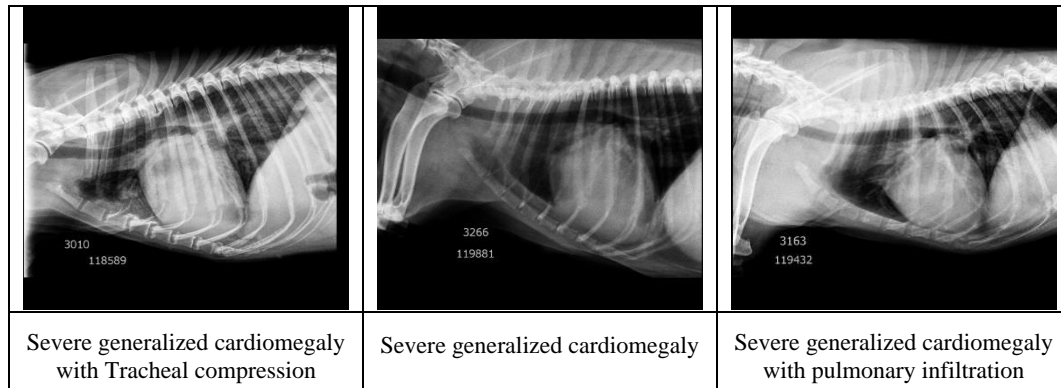 3010
118589
3266
119881
3163
119432
Severe generalized cardiomegaly
with Tracheal compression
Severe generalized cardiomegaly
Severe generalized cardiomegaly
with pulmonary infiltration